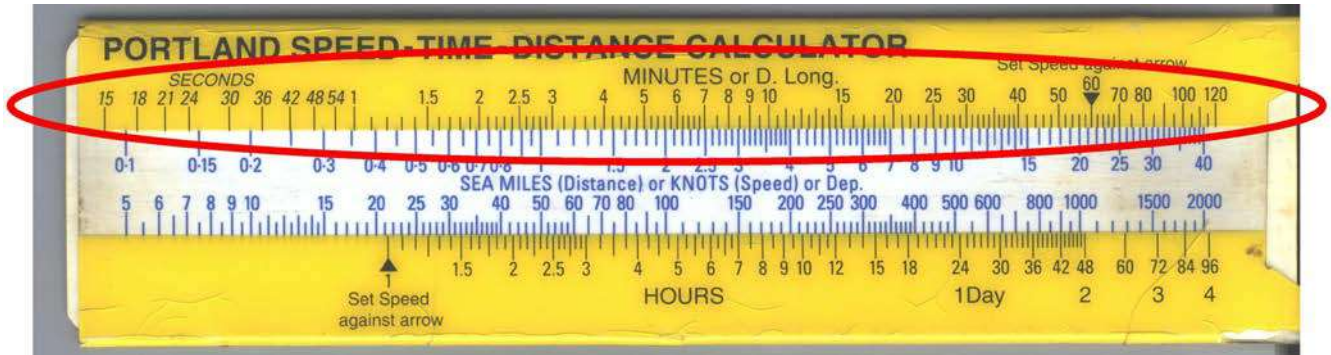 PORTLAND SPEED-TIME-DISTANCE CALCULATOR
SECONDS MINUTES or D. Long. Set Speed against arrow
15 18 21 24 30 36 42 48 54 1 1.5 2 2.5 3 4 5 6 7 8 9 10 15 20 25 30 40 50 60 70 80 100 120
0·1 0·15 0·2 0·3 0·4 0·5 0·6 0·7 0·8 1 1.5 2 2.5 3 4 5 6 7 8 9 10 15 20 25 30 40
SEA MILES (Distance) or KNOTS (Speed) or Dep.
5 6 7 8 9 10 15 20 25 30 40 50 60 70 80 100 150 200 250 300 400 500 600 800 1000 1500 2000
1 1.5 2 2.5 3 4 5 6 7 8 9 10 12 15 18 24 30 36 42 48 60 72 84 96
Set Speed against arrow HOURS 1Day 2 3 4